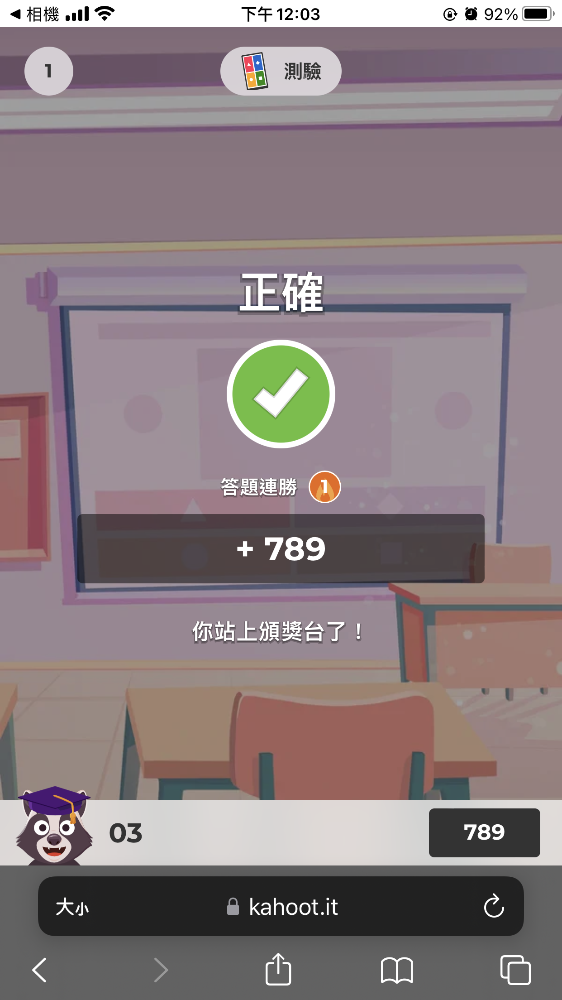 相機
下午12:03
92%
1
測驗
正確
答題連勝 1
+ 789
你站上頒獎台了！
03
789
大小
kahoot.it